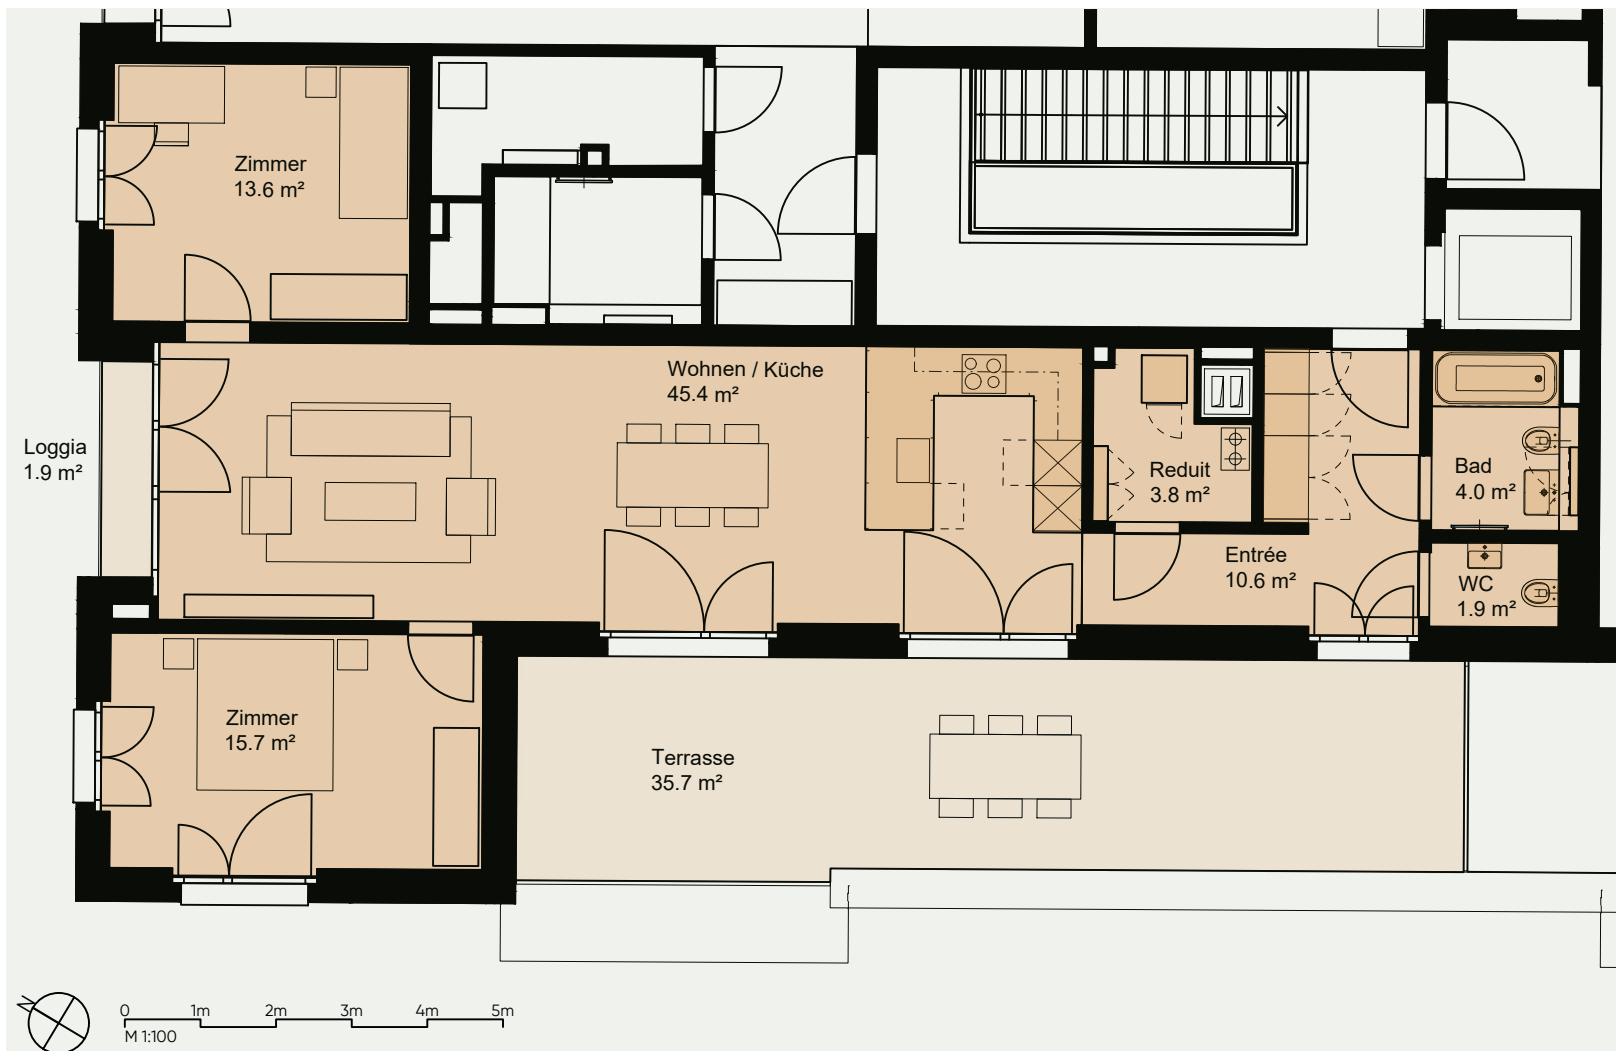 Zimmer
13.6 m²
Wohnen / Küche
45.4 m²
Loggia
1.9 m²
Reduit
3.8 m²
Bad
4.0 m²
Entrée
10.6 m²
WC
1.9 m²
Zimmer
15.7 m²
Terrasse
35.7 m²
N
0 1m 2m 3m 4m 5m
M 1:100